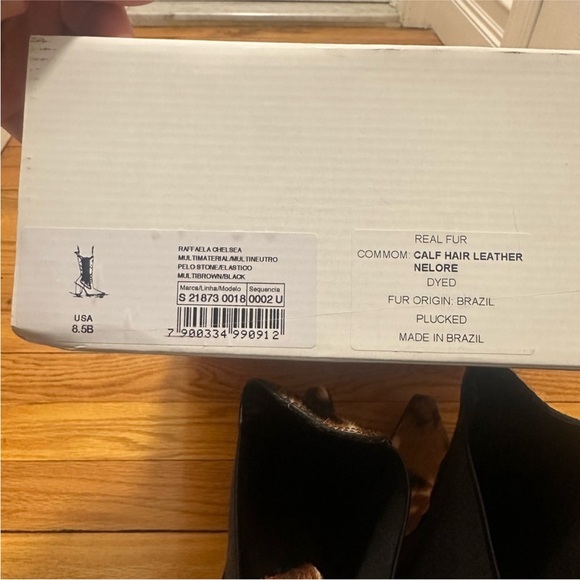 RAFFAELA CHELSEA
MULTIMATERIAL/MULTINEUTRO
PELO STONE/ELASTICO
MULTIBROWN/BLACK
Marca/Linha/Modelo Sequencia
S 21873 0018 0002 U
7 900334 990912
USA
8.5B
REAL FUR
COMMOM: CALF HAIR LEATHER
NELORE
DYED
FUR ORIGIN: BRAZIL
PLUCKED
MADE IN BRAZIL